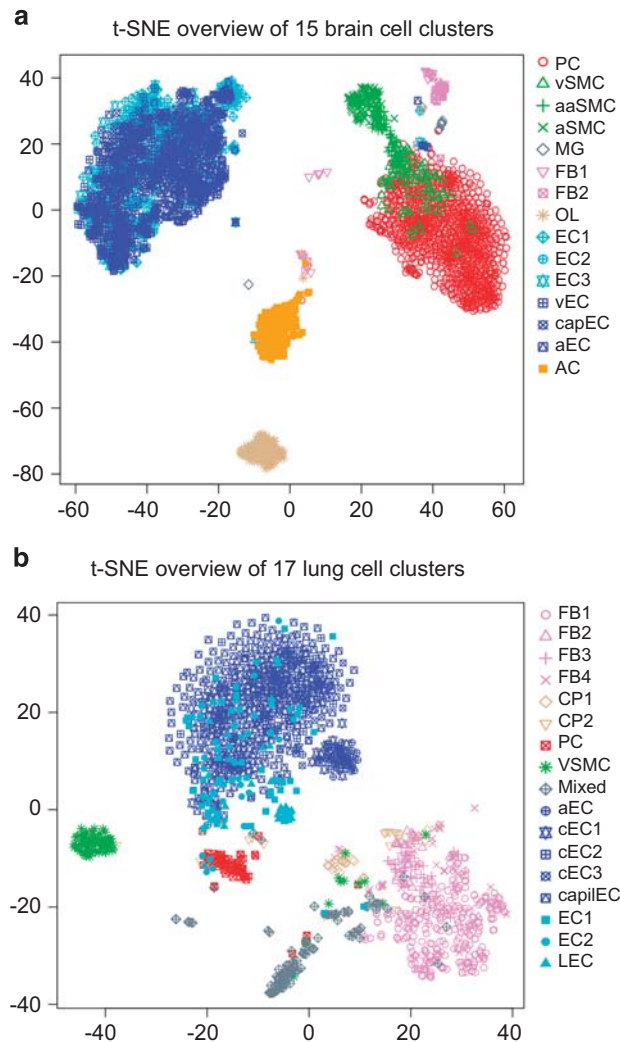 a
t-SNE overview of 15 brain cell clusters
40
20
0
-20
-40
-60
-80
-60 -40 -20 0 20 40 60
PC
vSMC
aaSMC
aSMC
MG
FB1
FB2
OL
EC1
EC2
EC3
vEC
capEC
aEC
AC
b
t-SNE overview of 17 lung cell clusters
40
20
0
-20
-40
-40 -20 0 20 40
FB1
FB2
FB3
FB4
CP1
CP2
PC
VSMC
Mixed
aEC
cEC1
cEC2
cEC3
capilEC
EC1
EC2
LEC